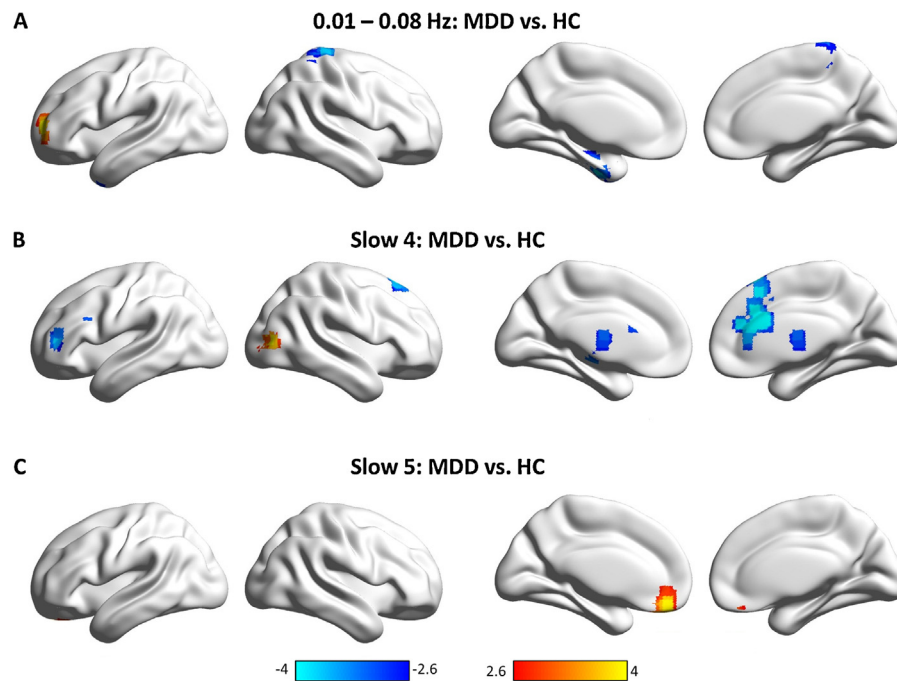 A
0.01 – 0.08 Hz: MDD vs. HC
B
Slow 4: MDD vs. HC
C
Slow 5: MDD vs. HC
-4 -2.6 2.6 4